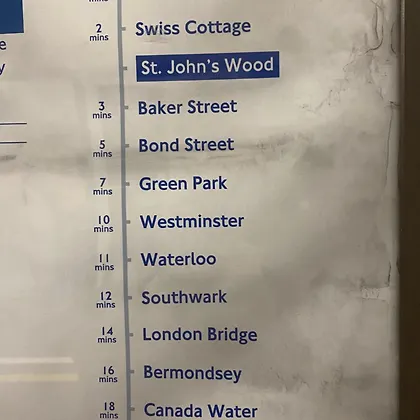 mins
2 Swiss Cottage
mins
St. John's Wood
3 Baker Street
mins
5 Bond Street
mins
7 Green Park
mins
10 Westminster
mins
11 Waterloo
mins
12 Southwark
mins
14 London Bridge
mins
16 Bermondsey
mins
18 Canada Water
mins